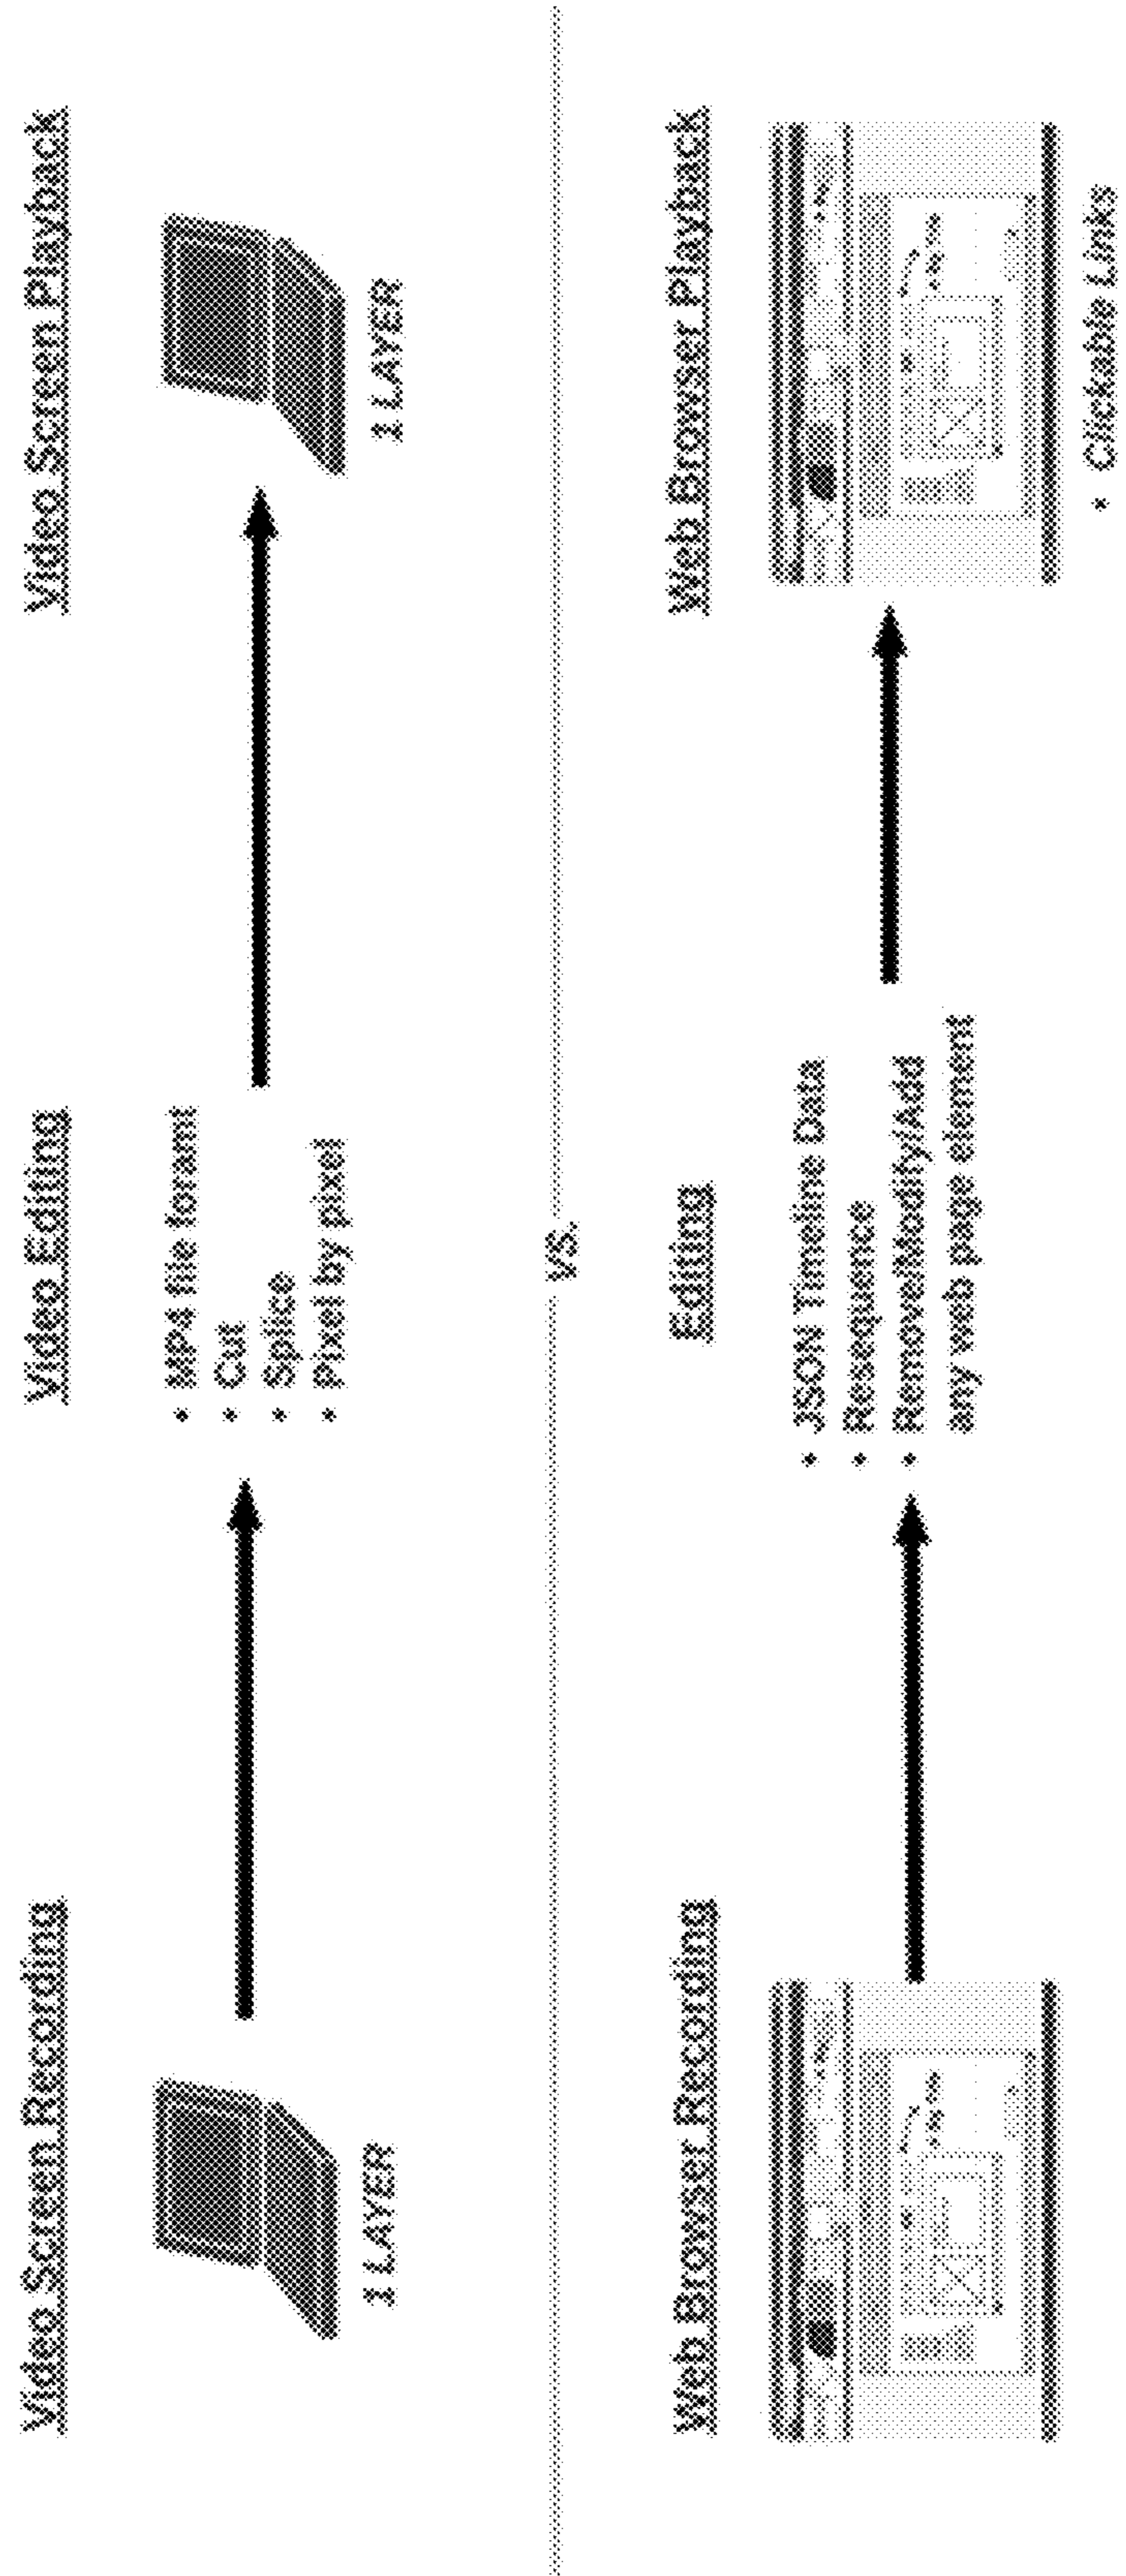 Video Screen Recording
Video Editing
Video Screen Playback
1 LAYER
• MP4 file foramt
• Cut
• Splice
• Pixel by pixel
1 LAYER
vs.
Web Browser Recording
Editing
Web Browser Playback
• JSON Timeline Data
• Resequence
• Remove/Modify/Add
any web page element
• Clickable Links